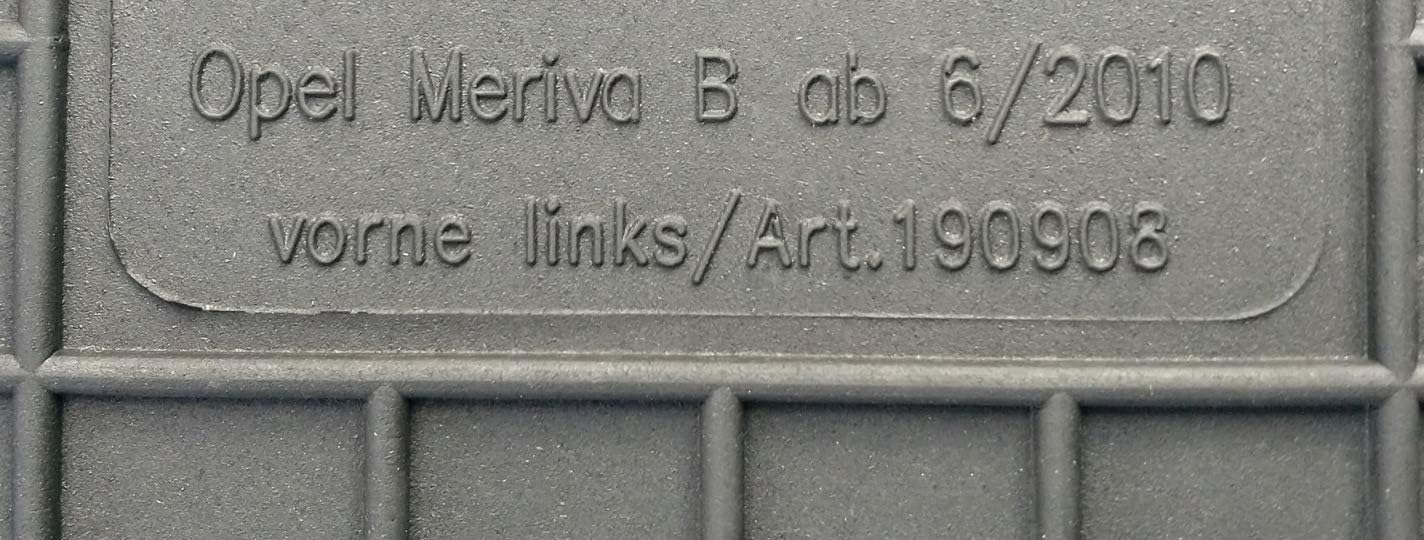 Opel Meriva B ab 6/2010
vorne links/Art.190908